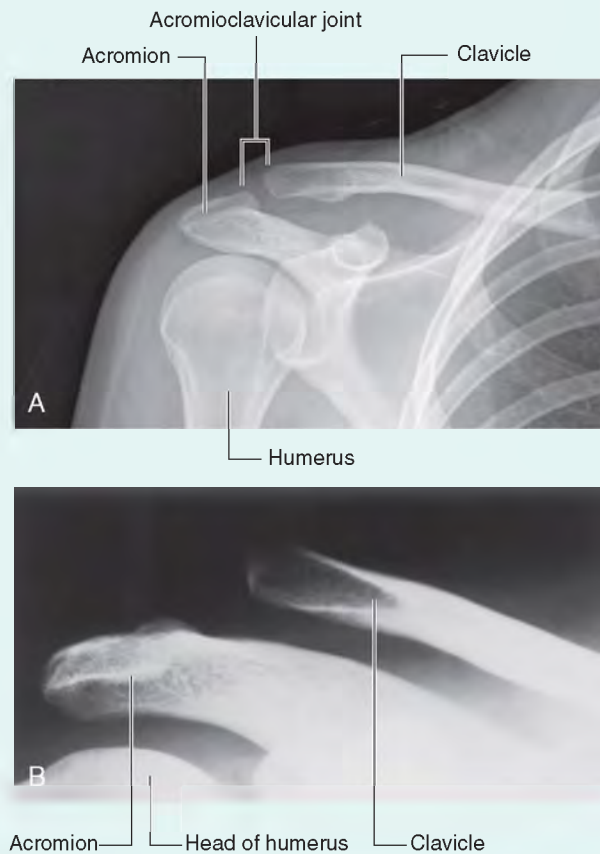 Acromioclavicular joint
Acromion
Clavicle
A
Humerus
B
Acromion
Head of humerus
Clavicle